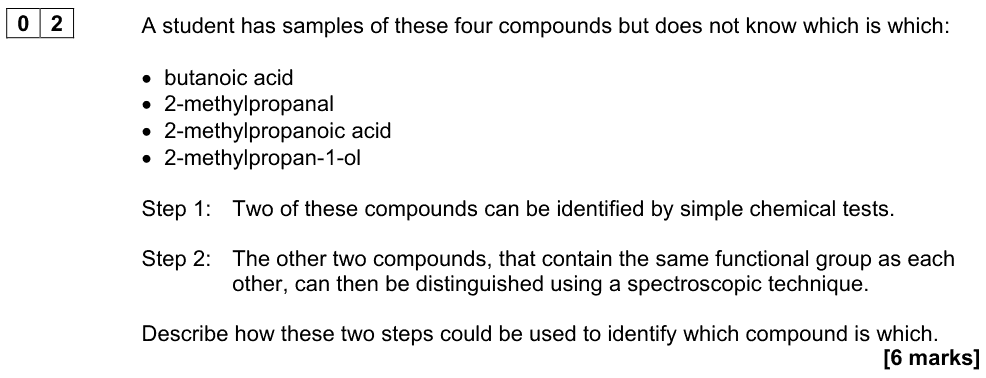 0 2 A student has samples of these four compounds but does not know which is which:
• butanoic acid
• 2-methylpropanal
• 2-methylpropanoic acid
• 2-methylpropan-1-ol
Step 1: Two of these compounds can be identified by simple chemical tests.
Step 2: The other two compounds, that contain the same functional group as each
other, can then be distinguished using a spectroscopic technique.
Describe how these two steps could be used to identify which compound is which.
[6 marks]